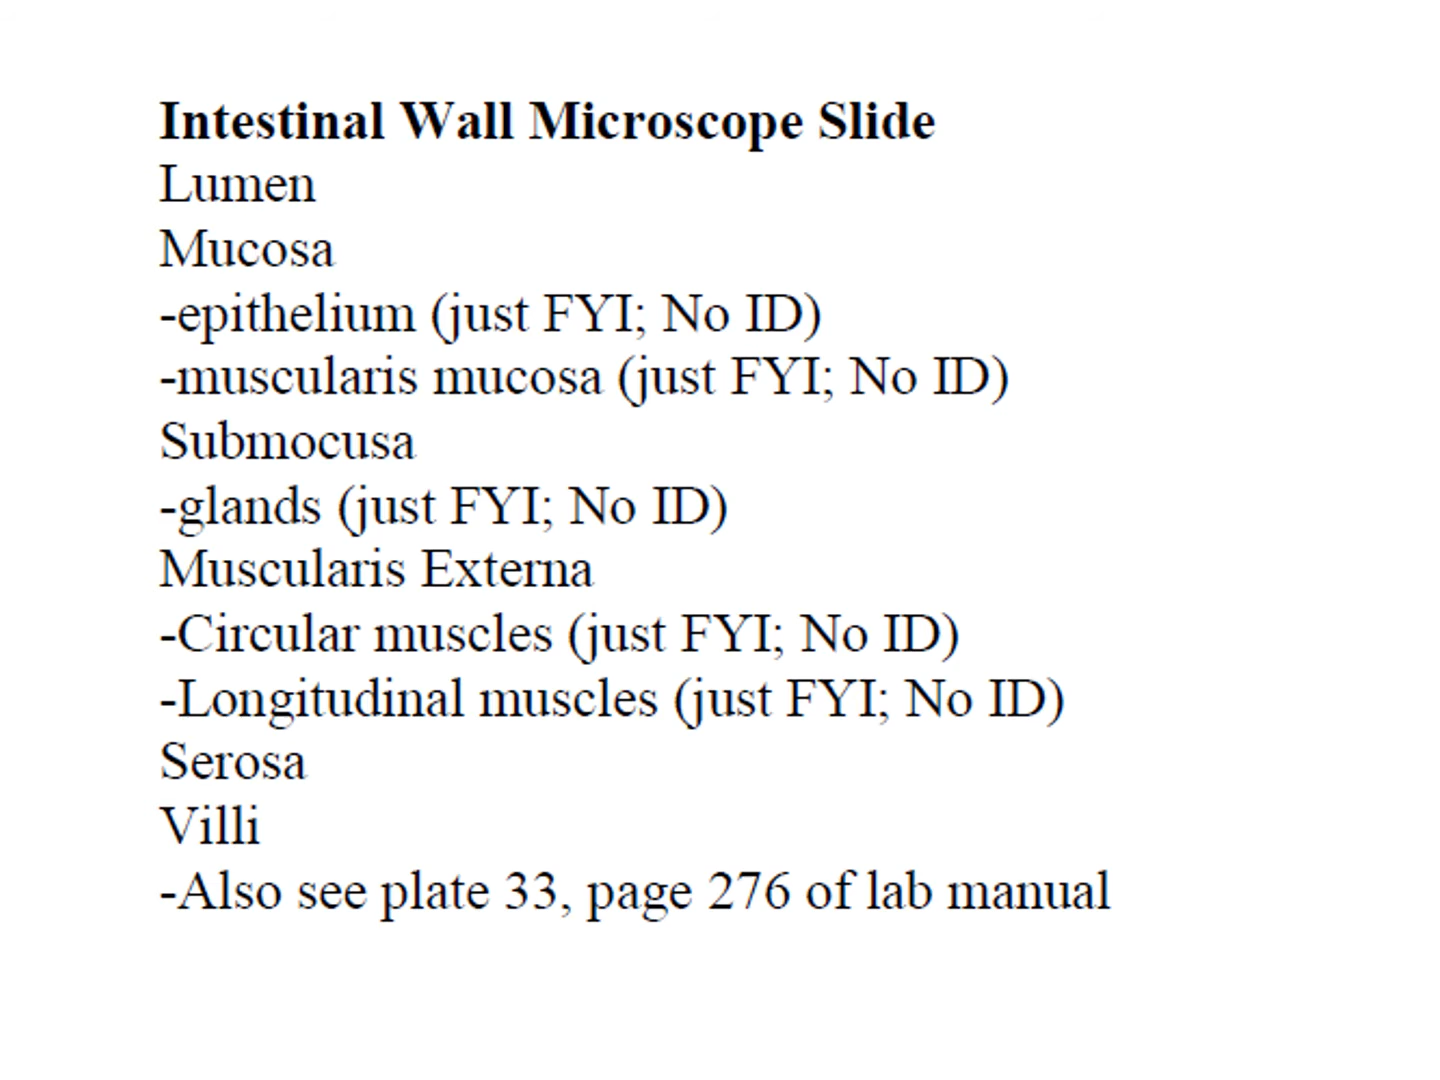 Intestinal Wall Microscope Slide
Lumen
Mucosa
-epithelium (just FYI; No ID)
-muscularis mucosa (just FYI; No ID)
Submocusa
-glands (just FYI; No ID)
Muscularis Externa
-Circular muscles (just FYI; No ID)
-Longitudinal muscles (just FYI; No ID)
Serosa
Villi
-Also see plate 33, page 276 of lab manual